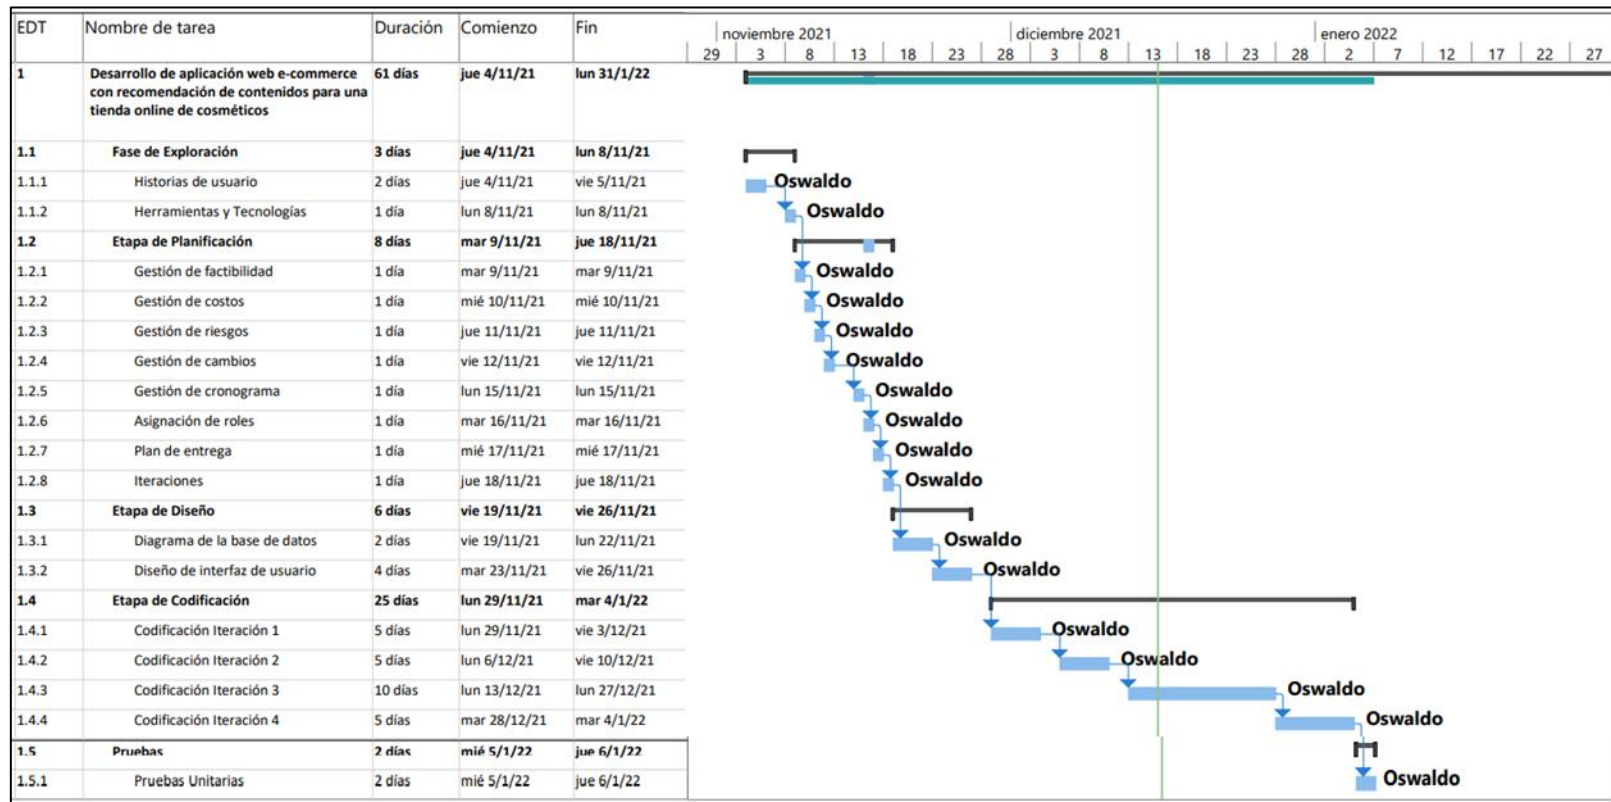 EDT Nombre de tarea Duración Comienzo Fin noviembre 2021 diciembre 2021 enero 2022
29 3 8 13 18 23 28 3 8 13 18 23 28 2 7 12 17 22 27
1 Desarrollo de aplicación web e-commerce 61 días jue 4/11/21 lun 31/1/22
con recomendación de contenidos para una
tienda online de cosméticos
1.1 Fase de Exploración 3 días jue 4/11/21 lun 8/11/21
1.1.1 Historias de usuario 2 días jue 4/11/21 vie 5/11/21 Oswaldo
1.1.2 Herramientas y Tecnologías 1 día lun 8/11/21 lun 8/11/21 Oswaldo
1.2 Etapa de Planificación 8 días mar 9/11/21 jue 18/11/21
1.2.1 Gestión de factibilidad 1 día mar 9/11/21 mar 9/11/21 Oswaldo
1.2.2 Gestión de costos 1 día mié 10/11/21 mié 10/11/21 Oswaldo
1.2.3 Gestión de riesgos 1 día jue 11/11/21 jue 11/11/21 Oswaldo
1.2.4 Gestión de cambios 1 día vie 12/11/21 vie 12/11/21 Oswaldo
1.2.5 Gestión de cronograma 1 día lun 15/11/21 lun 15/11/21 Oswaldo
1.2.6 Asignación de roles 1 día mar 16/11/21 mar 16/11/21 Oswaldo
1.2.7 Plan de entrega 1 día mié 17/11/21 mié 17/11/21 Oswaldo
1.2.8 Iteraciones 1 día jue 18/11/21 jue 18/11/21 Oswaldo
1.3 Etapa de Diseño 6 días vie 19/11/21 vie 26/11/21
1.3.1 Diagrama de la base de datos 2 días vie 19/11/21 lun 22/11/21 Oswaldo
1.3.2 Diseño de interfaz de usuario 4 días mar 23/11/21 vie 26/11/21 Oswaldo
1.4 Etapa de Codificación 25 días lun 29/11/21 mar 4/1/22
1.4.1 Codificación Iteración 1 5 días lun 29/11/21 vie 3/12/21 Oswaldo
1.4.2 Codificación Iteración 2 5 días lun 6/12/21 vie 10/12/21 Oswaldo
1.4.3 Codificación Iteración 3 10 días lun 13/12/21 lun 27/12/21 Oswaldo
1.4.4 Codificación Iteración 4 5 días mar 28/12/21 mar 4/1/22 Oswaldo
1.5 Pruebas 2 días mié 5/1/22 jue 6/1/22
1.5.1 Pruebas Unitarias 2 días mié 5/1/22 jue 6/1/22 Oswaldo